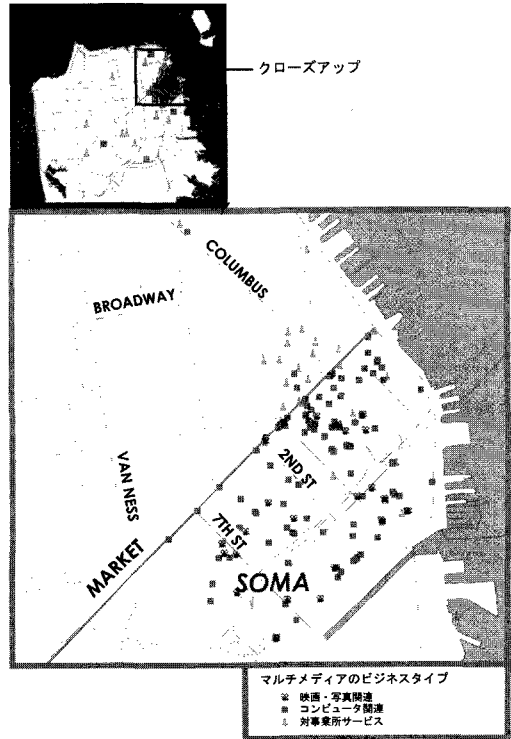 クローズアップ
COLUMBUS
BROADWAY
VAN NESS
2ND ST
7TH ST
MARKET
SOMA
マルチメディアのビジネスタイプ
映画・写真関連
コンピュータ関連
対事業所サービス